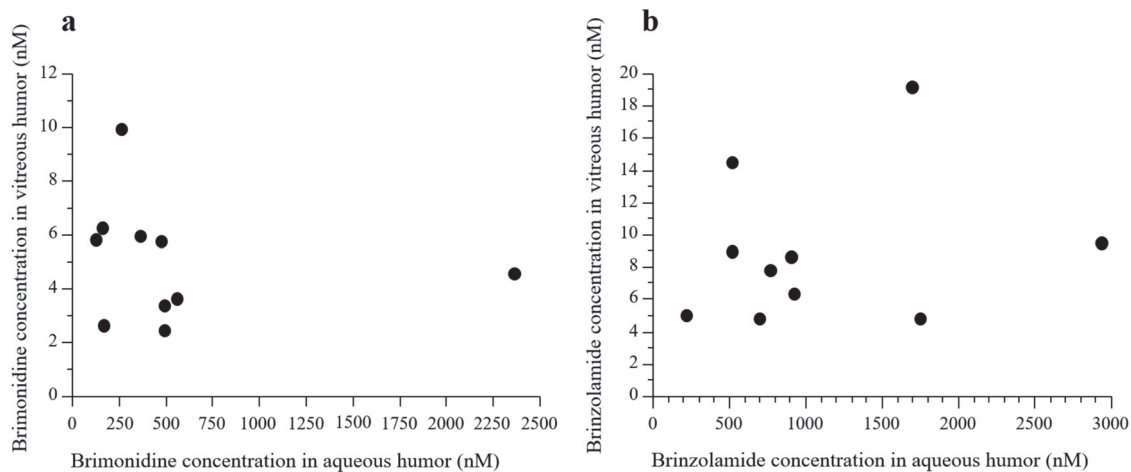 a
Brimonidine concentration in vitreous humor (nM)
12
10
8
6
4
2
0
0 250 500 750 1000 1250 1500 1750 2000 2250 2500
Brimonidine concentration in aqueous humor (nM)
b
Brinzolamide concentration in vitreous humor (nM)
20
18
16
14
12
10
8
6
4
2
0
0 500 1000 1500 2000 2500 3000
Brinzolamide concentration in aqueous humor (nM)